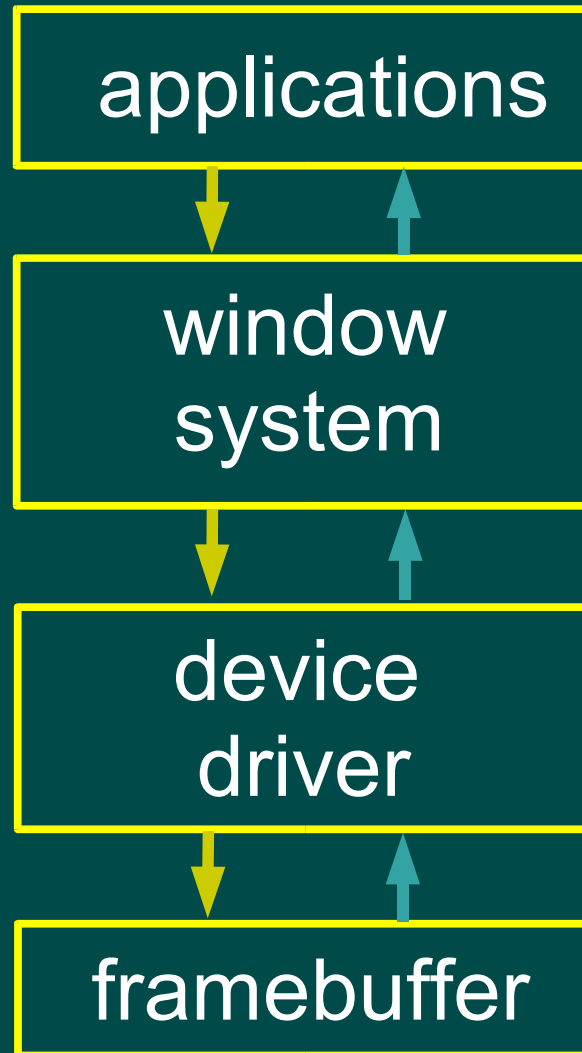 applications
window
system
device
driver
framebuffer